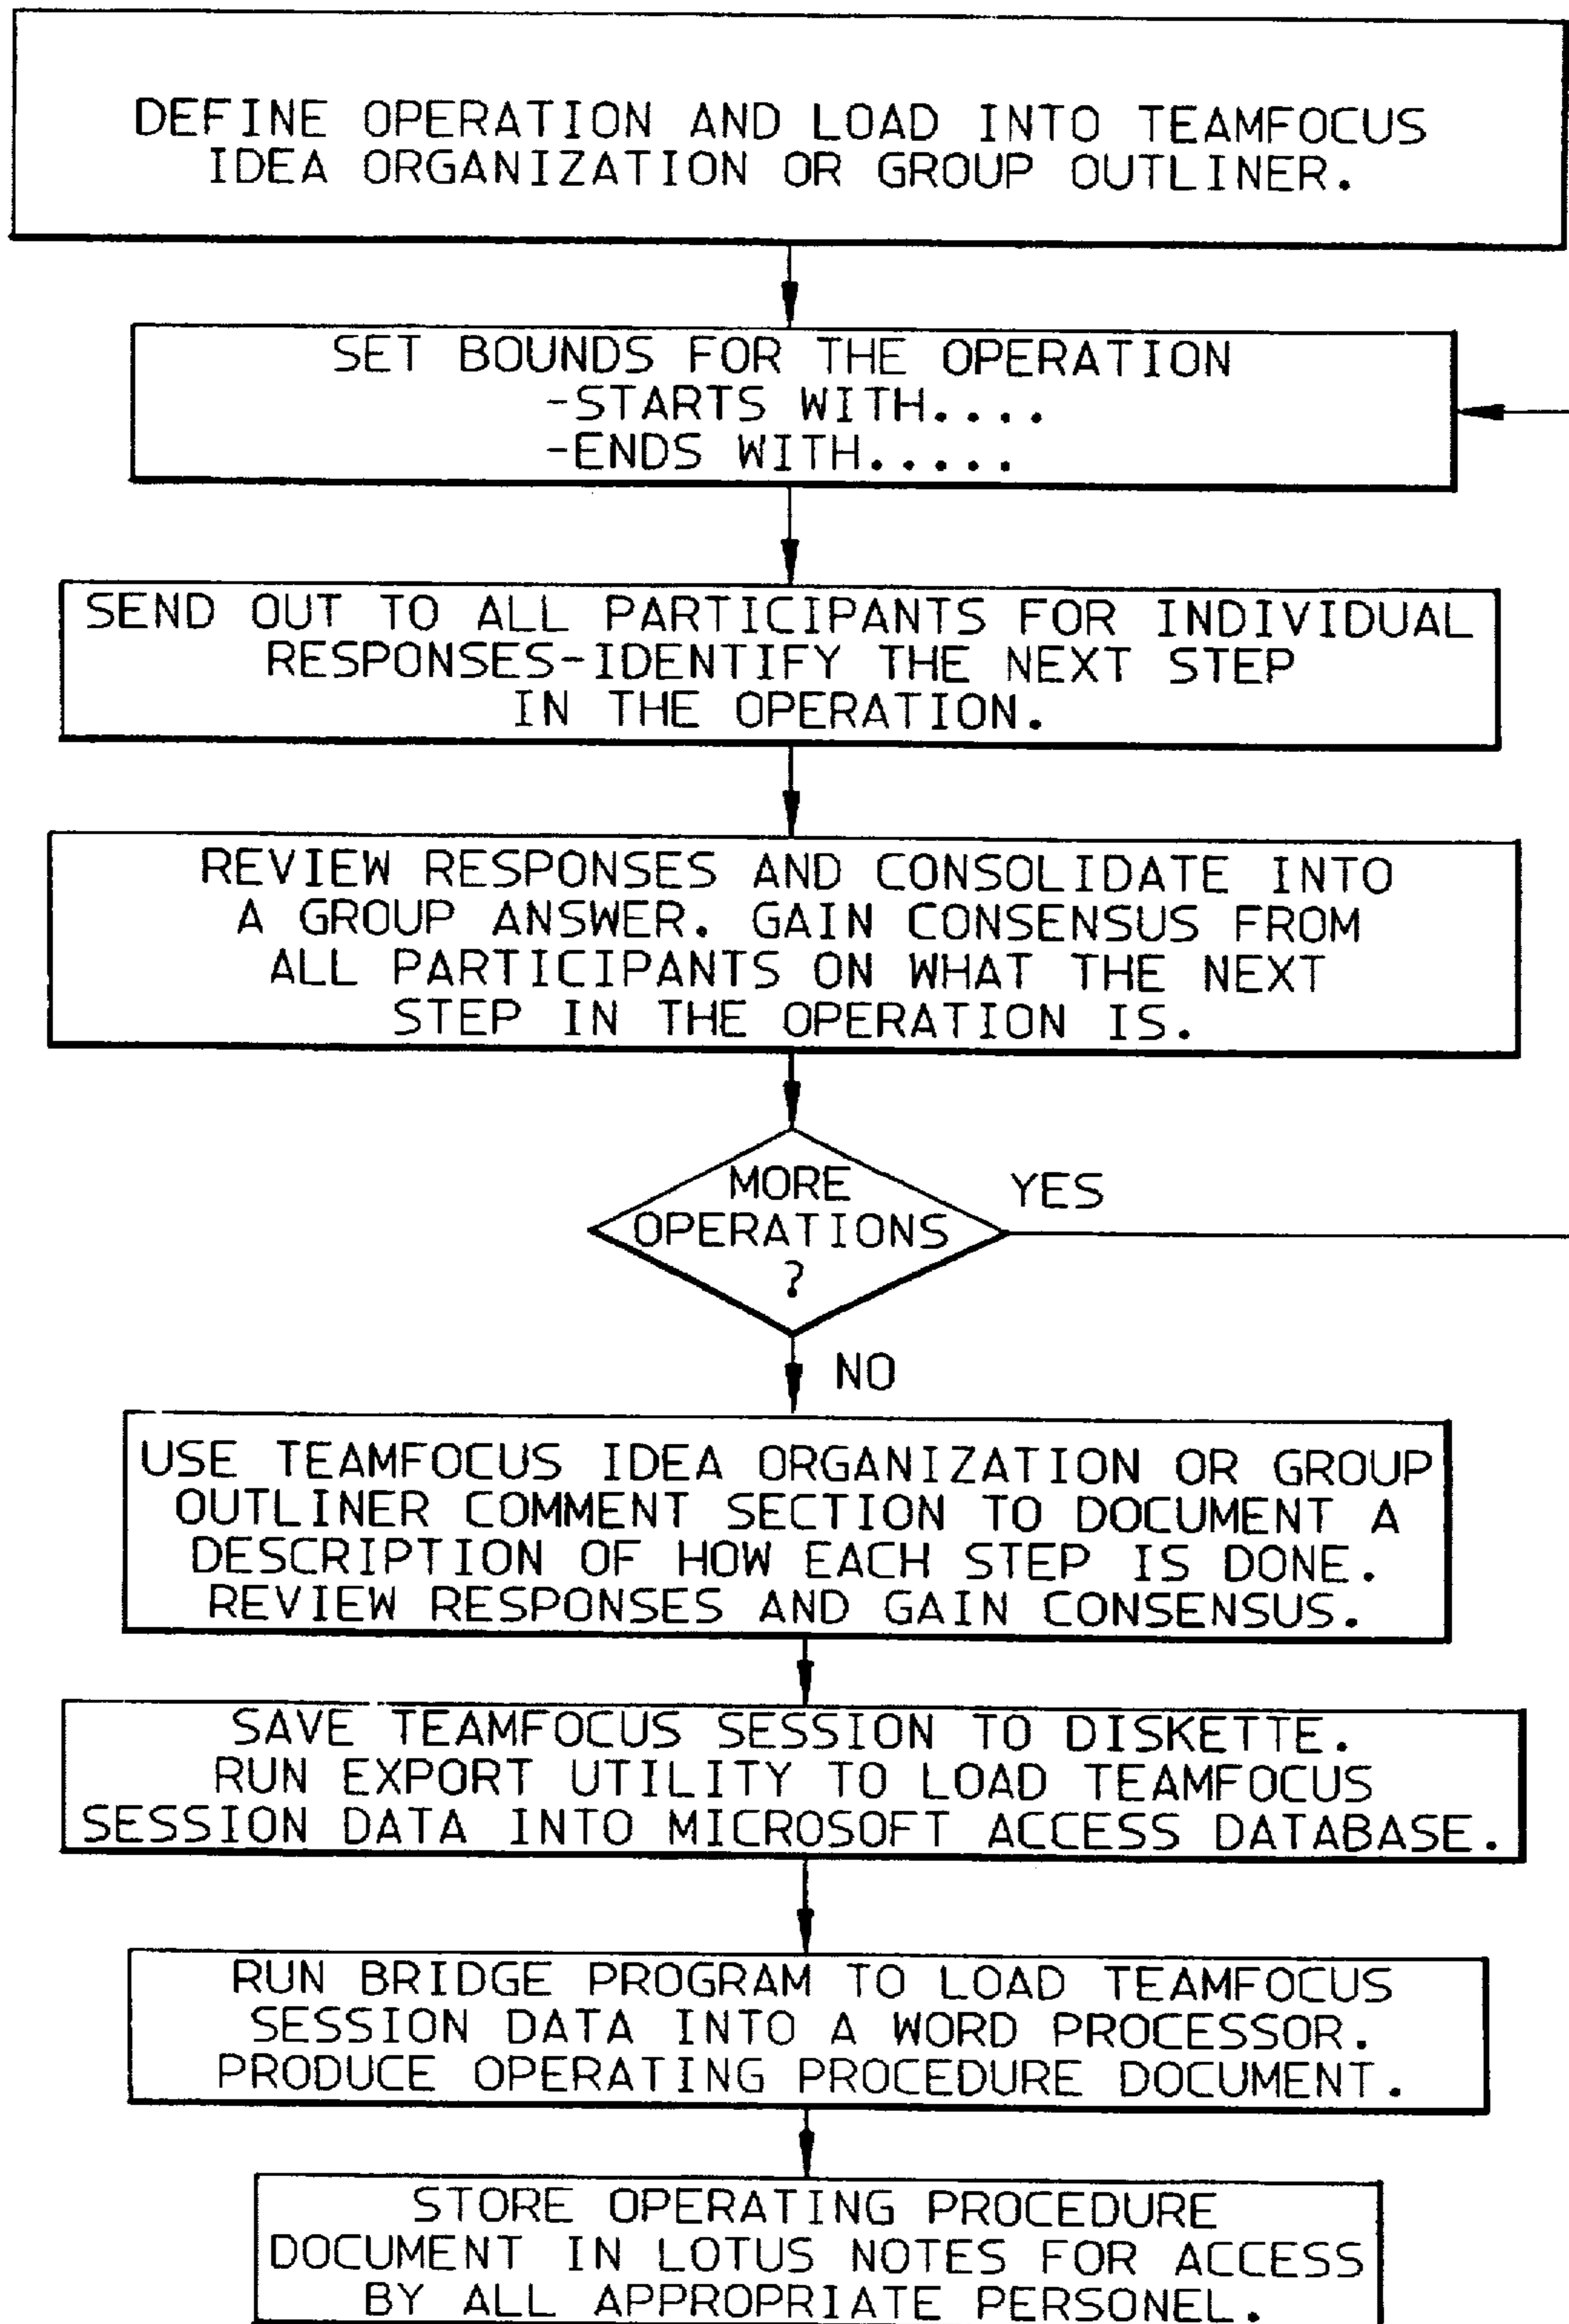 DEFINE OPERATION AND LOAD INTO TEAMFOCUS
IDEA ORGANIZATION OR GROUP OUTLINER.
SET BOUNDS FOR THE OPERATION
-STARTS WITH....
-ENDS WITH.....
SEND OUT TO ALL PARTICIPANTS FOR INDIVIDUAL
RESPONSES-IDENTIFY THE NEXT STEP
IN THE OPERATION.
REVIEW RESPONSES AND CONSOLIDATE INTO
A GROUP ANSWER. GAIN CONSENSUS FROM
ALL PARTICIPANTS ON WHAT THE NEXT
STEP IN THE OPERATION IS.
MORE
OPERATIONS
?
YES
NO
USE TEAMFOCUS IDEA ORGANIZATION OR GROUP
OUTLINER COMMENT SECTION TO DOCUMENT A
DESCRIPTION OF HOW EACH STEP IS DONE.
REVIEW RESPONSES AND GAIN CONSENSUS.
SAVE TEAMFOCUS SESSION TO DISKETTE.
RUN EXPORT UTILITY TO LOAD TEAMFOCUS
SESSION DATA INTO MICROSOFT ACCESS DATABASE.
RUN BRIDGE PROGRAM TO LOAD TEAMFOCUS
SESSION DATA INTO A WORD PROCESSOR.
PRODUCE OPERATING PROCEDURE DOCUMENT.
STORE OPERATING PROCEDURE
DOCUMENT IN LOTUS NOTES FOR ACCESS
BY ALL APPROPRIATE PERSONEL.